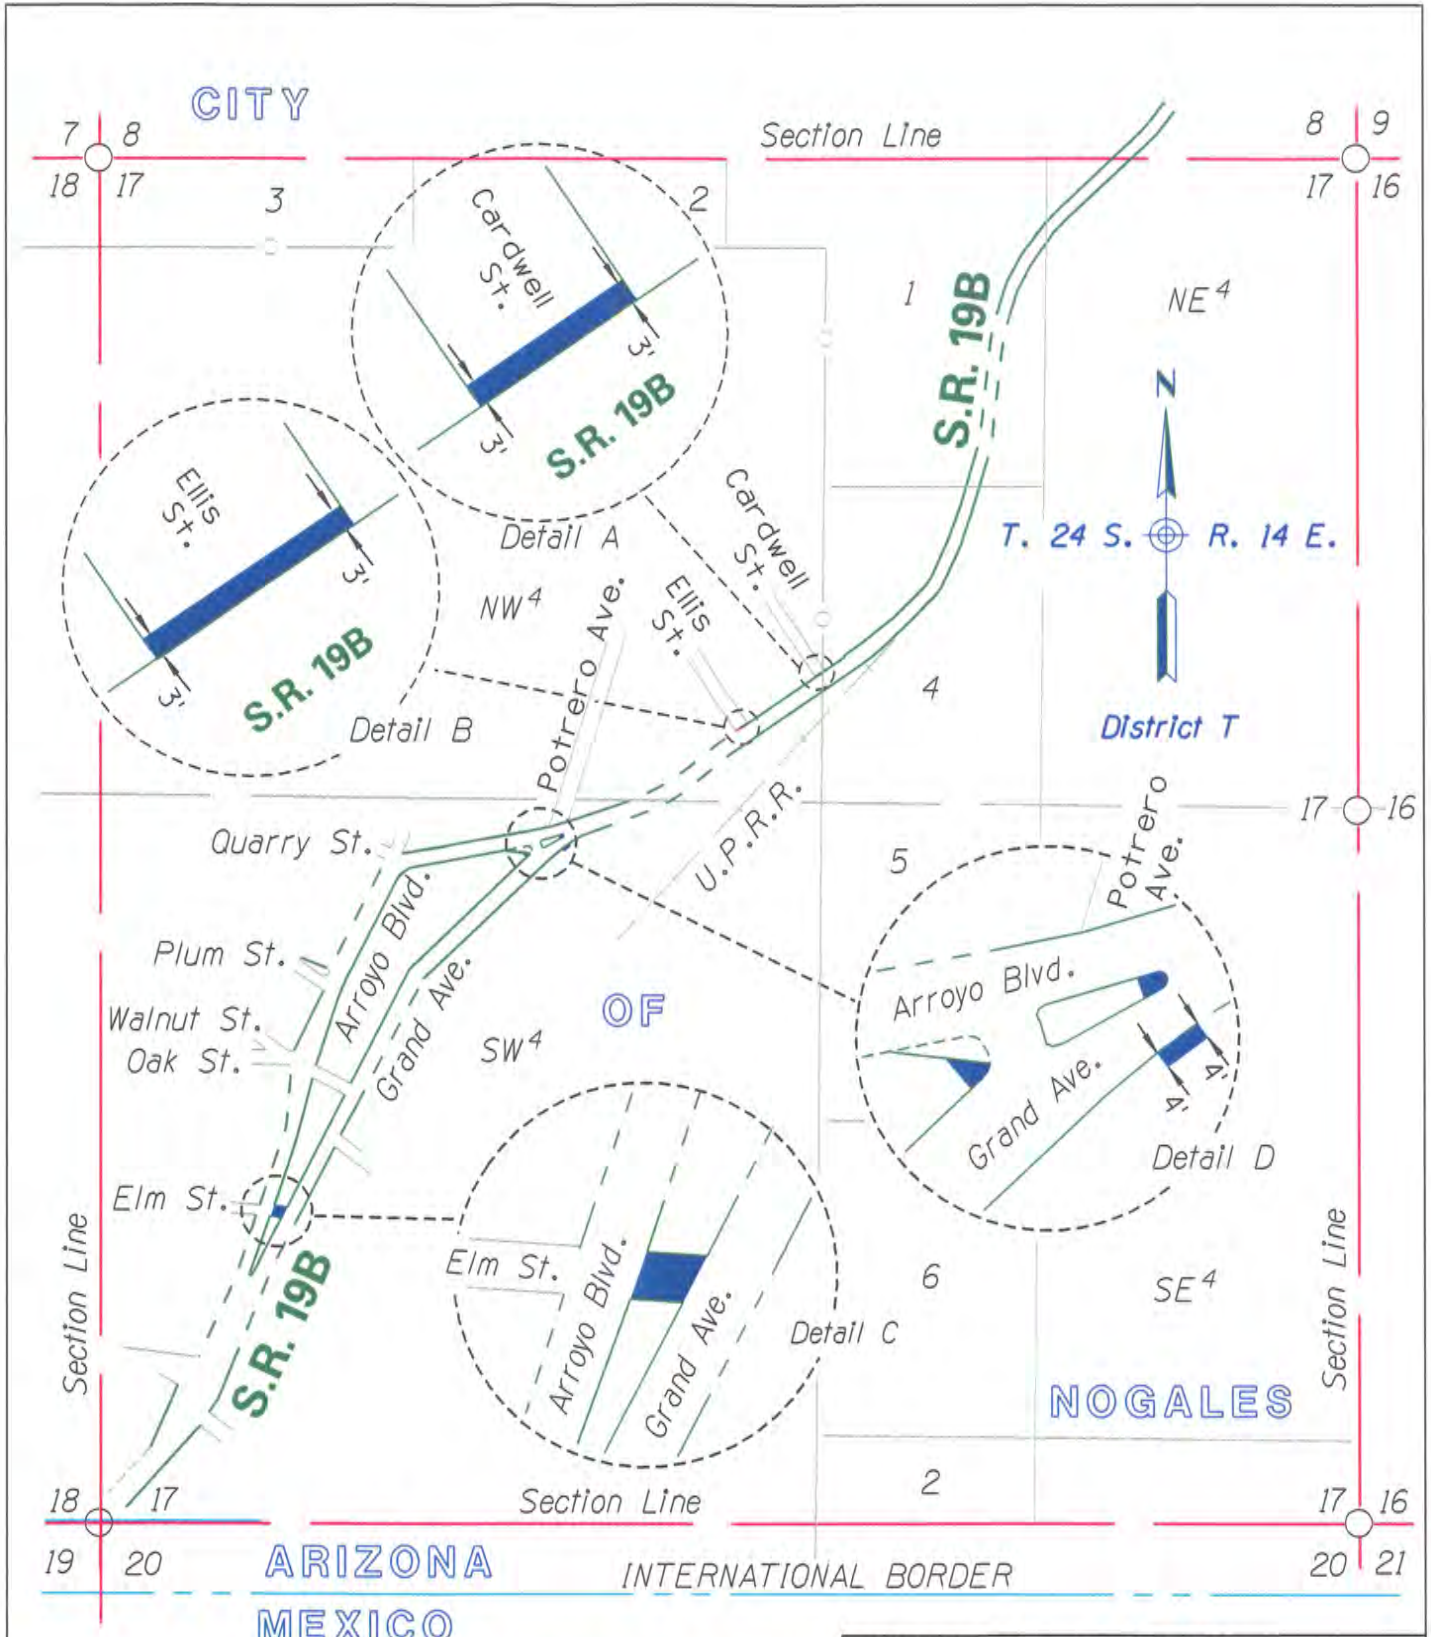 CITY
7 8
18 17
Section Line
8 9
17 16
3
2
1
NE⁴
Cardwell
St.
3'
3'
S.R. 19B
Detail A
S.R. 19B
N
T. 24 S. R. 14 E.
District T
Ellis
St.
3'
3'
S.R. 19B
Detail B
NW⁴
Potrero Ave.
Ellis
St.
Cardwell
St.
4
Quarry St.
U.P.R.R.
17 16
5
Potrero
Ave.
Plum St.
Arroyo Blvd.
Walnut St.
Oak St.
Grand Ave.
OF
SW⁴
Arroyo Blvd.
Grand Ave.
4'
4'
Detail D
Elm St.
Section Line
S.R. 19B
Elm St.
Arroyo Blvd.
Grand Ave.
Detail C
6
SE⁴
Section Line
NOGALES
18 17
Section Line
2
17 16
19 20
ARIZONA
INTERNATIONAL BORDER
20 21
MEXICO